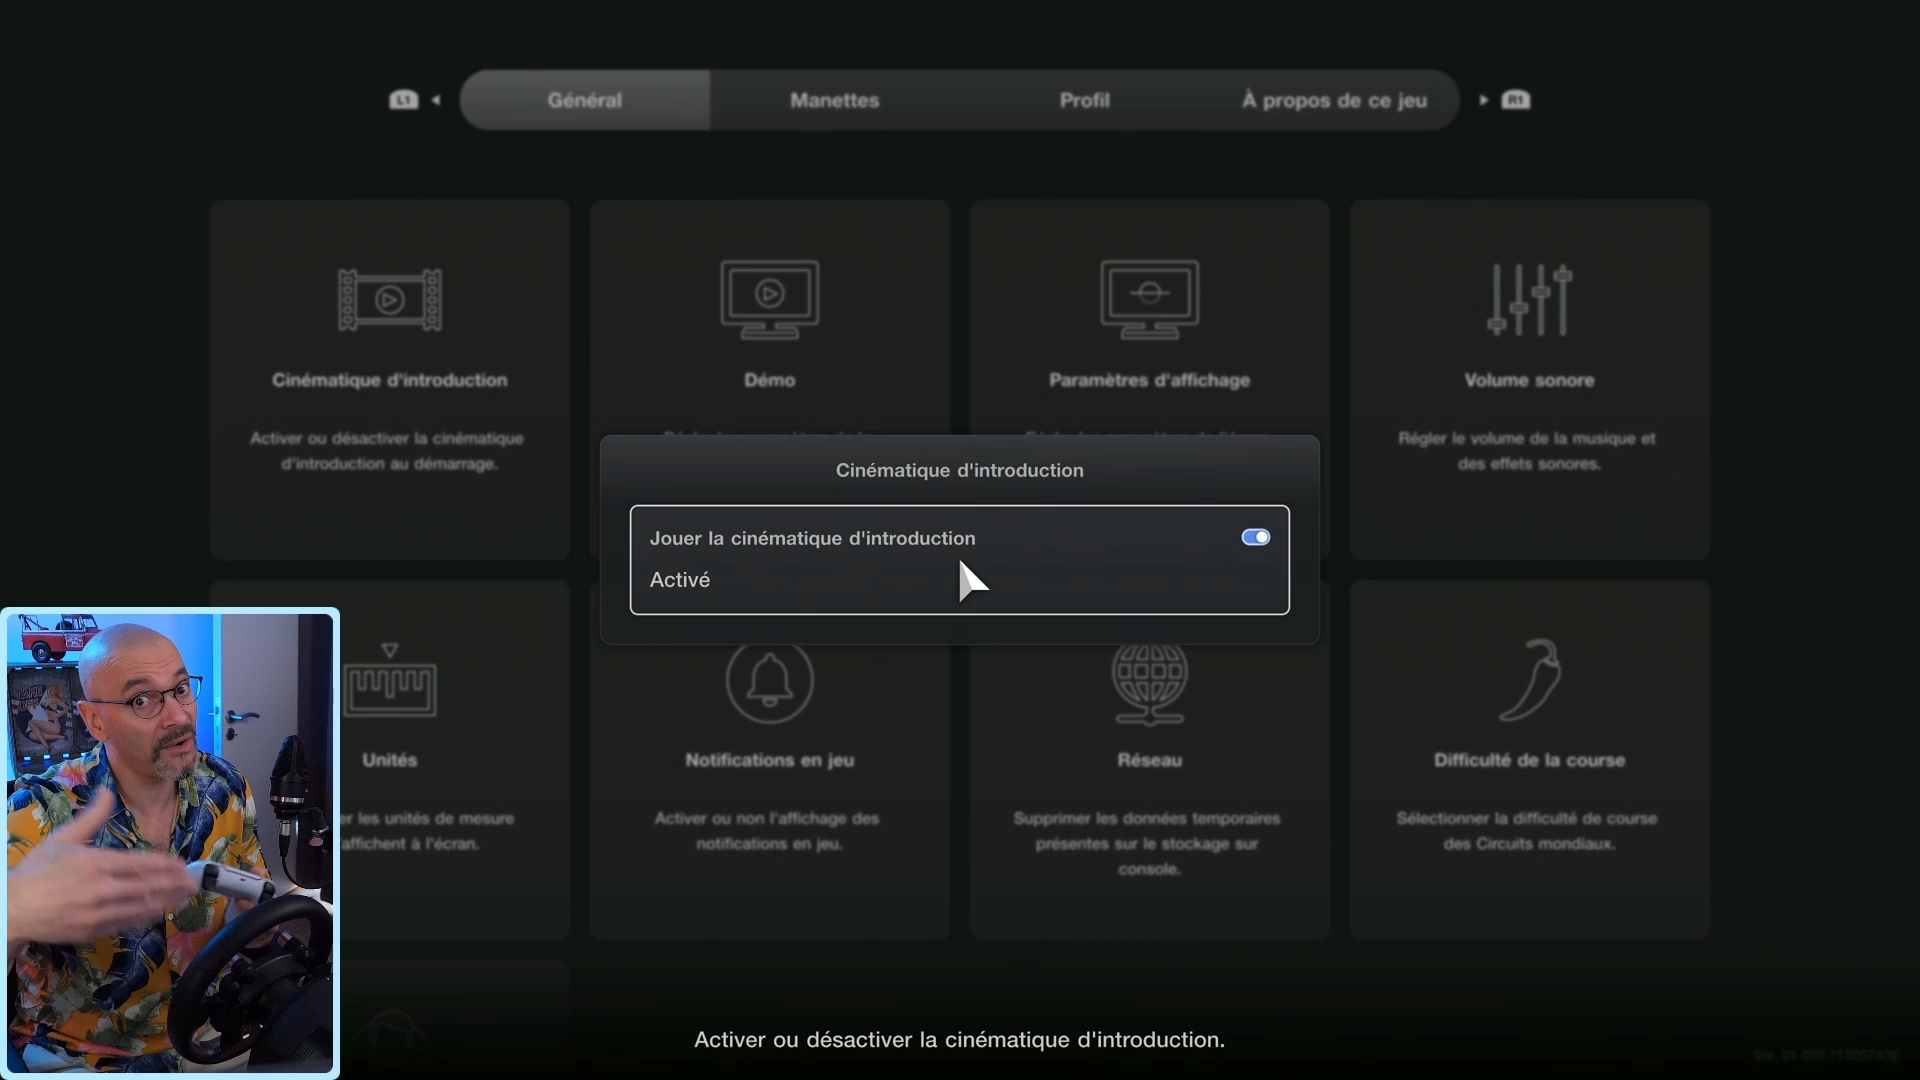 L1
Général
Manettes
Profil
À propos de ce jeu
R1
Cinématique d'introduction
Activer ou désactiver la cinématique
d'introduction au démarrage.
Démo
Paramètres d'affichage
Volume sonore
Régler le volume de la musique et
des effets sonores.
Cinématique d'introduction
Jouer la cinématique d'introduction
Activé
Unités
les unités de mesure
affichent à l'écran.
Notifications en jeu
Activer ou non l'affichage des
notifications en jeu.
Réseau
Supprimer les données temporaires
présentes sur le stockage sur
console.
Difficulté de la course
Sélectionner la difficulté de course
des Circuits mondiaux.
Activer ou désactiver la cinématique d'introduction.